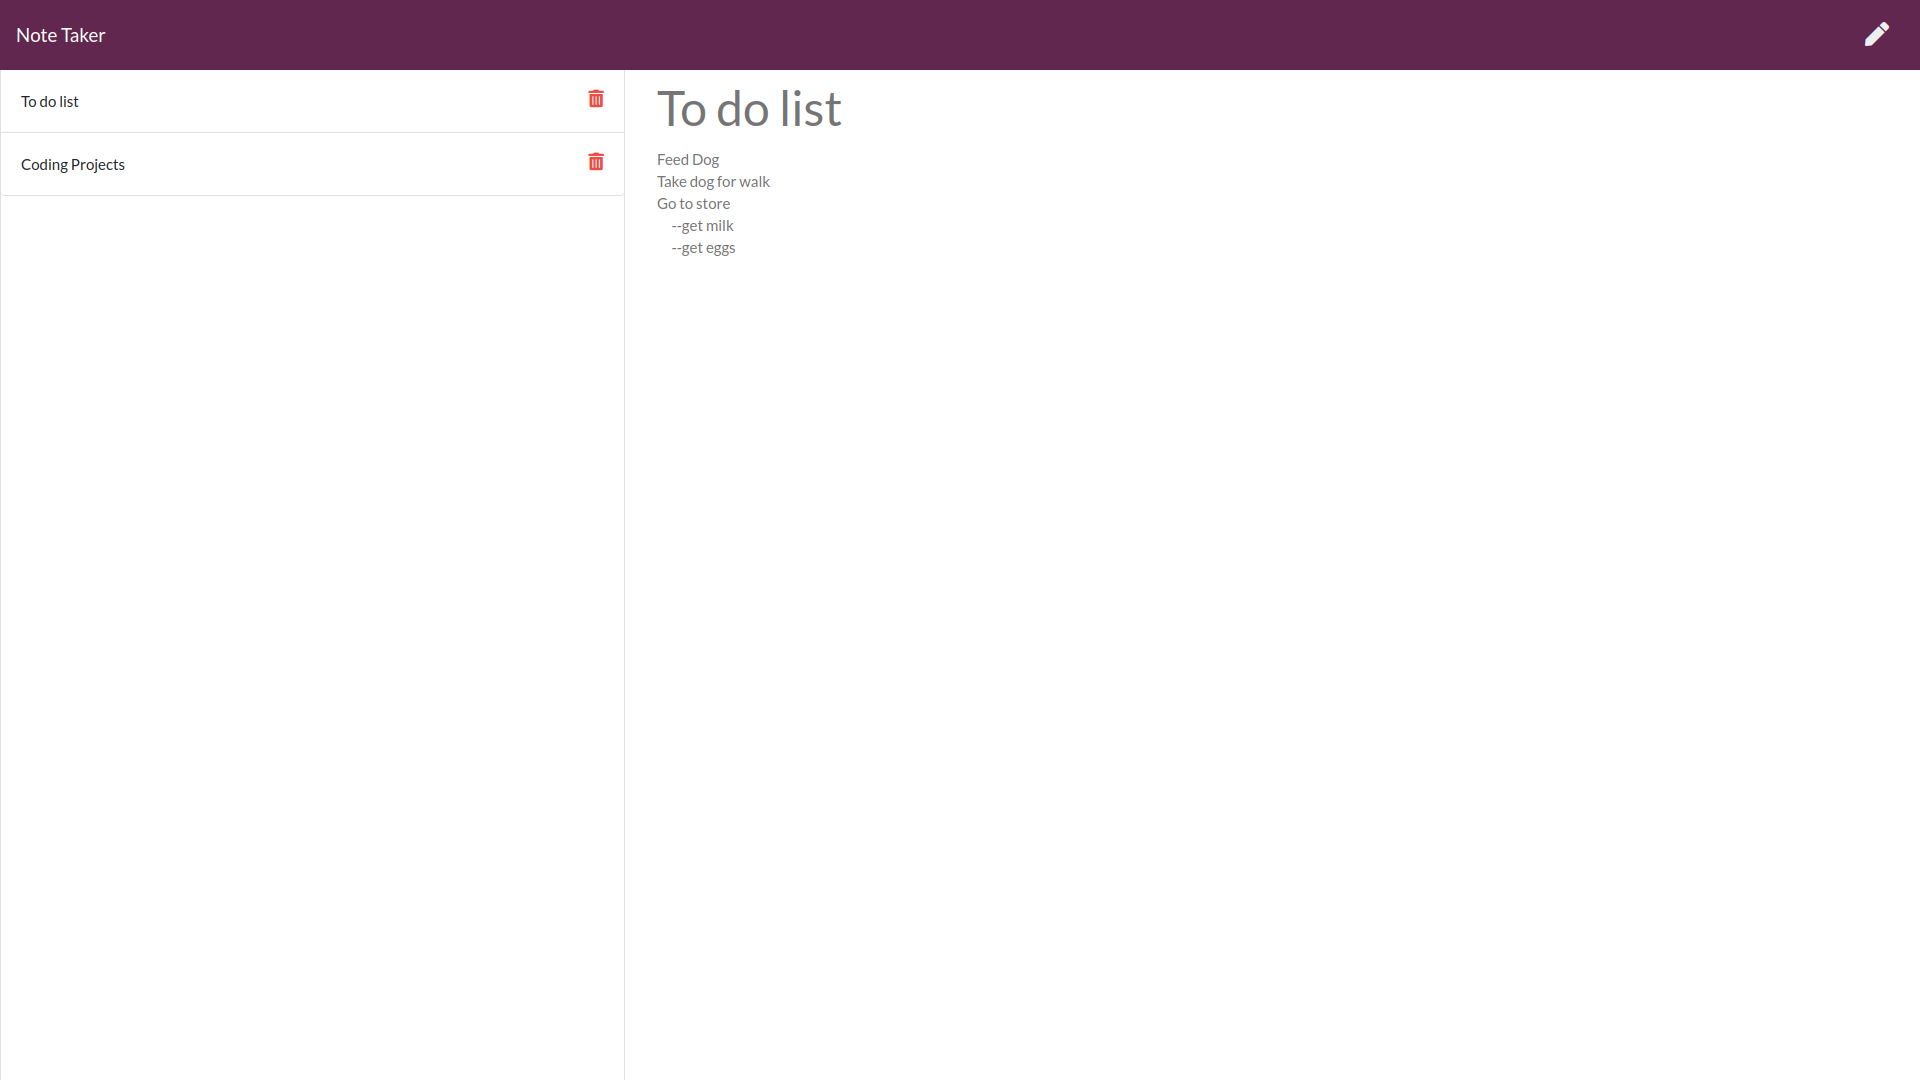 Note Taker
To do list
Coding Projects
To do list
Feed Dog
Take dog for walk
Go to store
--get milk
--get eggs